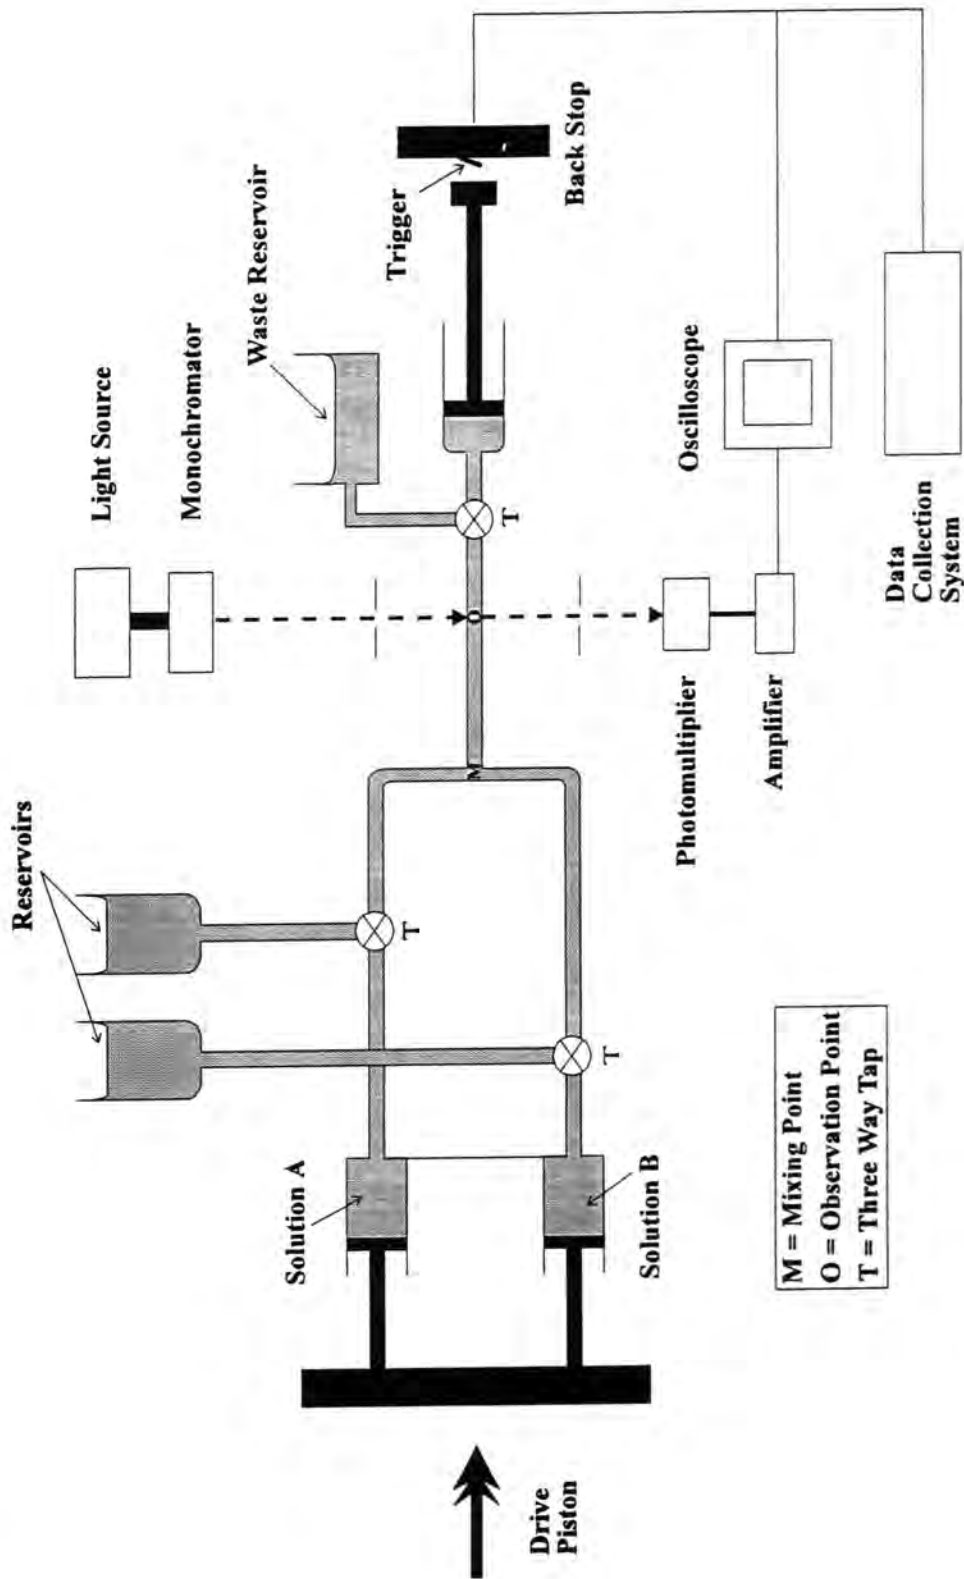 Reservoirs
Light Source
Monochromator
Waste Reservoir
Trigger
Back Stop
T
T
T
M
O
Solution A
Solution B
Drive
Piston
Photomultiplier
Amplifier
Oscilloscope
Data
Collection
System
M = Mixing Point
O = Observation Point
T = Three Way Tap